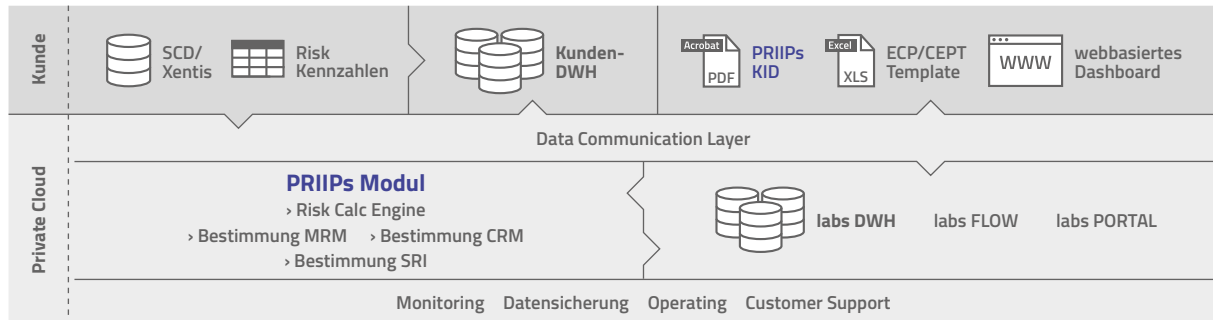 Kunde
SCD/
Xentis
Risk
Kennzahlen
Kunden-
DWH
Acrobat
PDF
PRIIPs
KID
Excel
XLS
ECP/CEPT
Template
WWW
webbasiertes
Dashboard
Private Cloud
Data Communication Layer
PRIIPs Modul
› Risk Calc Engine
› Bestimmung MRM › Bestimmung CRM
› Bestimmung SRI
labs DWH
labs FLOW
labs PORTAL
Monitoring Datensicherung Operating Customer Support